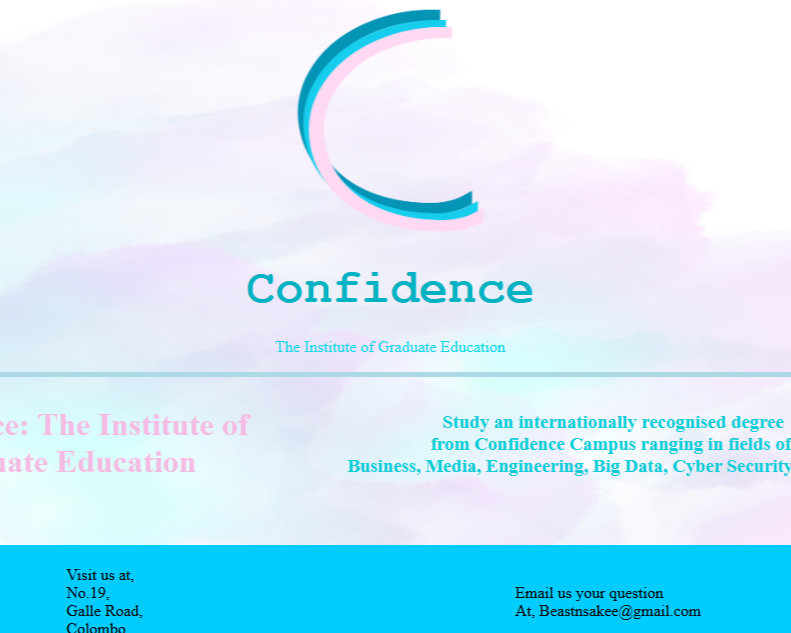 Confidence
The Institute of Graduate Education
ce: The Institute of
uate Education
Study an internationally recognised degree
from Confidence Campus ranging in fields of
Business, Media, Engineering, Big Data, Cyber Security
Visit us at,
No.19,
Galle Road,
Colombo
Email us your question
At, Beastnsakee@gmail.com